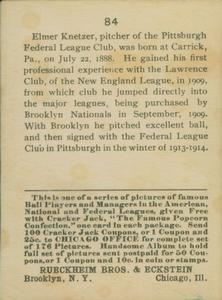 84
Elmer Knetzer, pitcher of the Pittsburgh
Federal League Club, was born at Carrick,
Pa., on July 22, 1888. He gained his first
professional experience with the Lawrence
Club, of the New England League, in 1909,
from which club he jumped directly into
the major leagues, being purchased by
Brooklyn Nationals in September, 1909.
With Brooklyn he pitched excellent ball,
and then signed with the Federal League
Club in Pittsburgh in the winter of 1913-1914.
This is one of a series of pictures of famous
Ball Players and Managers in the American,
National and Federal Leagues, given Free
with Cracker Jack, "The Famous Popcorn
Confection," one card in each package. Send
100 Cracker Jack Coupons, or 1 Coupon and
25c. to CHICAGO OFFICE for complete set
of 176 Pictures. Handsome Album to hold
full set of pictures sent postpaid for 50 Cou-
pons, or 1 Coupon and 10c. in coin or stamps.
RUECKHEIM BROS. & ECKSTEIN
Brooklyn, N. Y. Chicago, Ill.